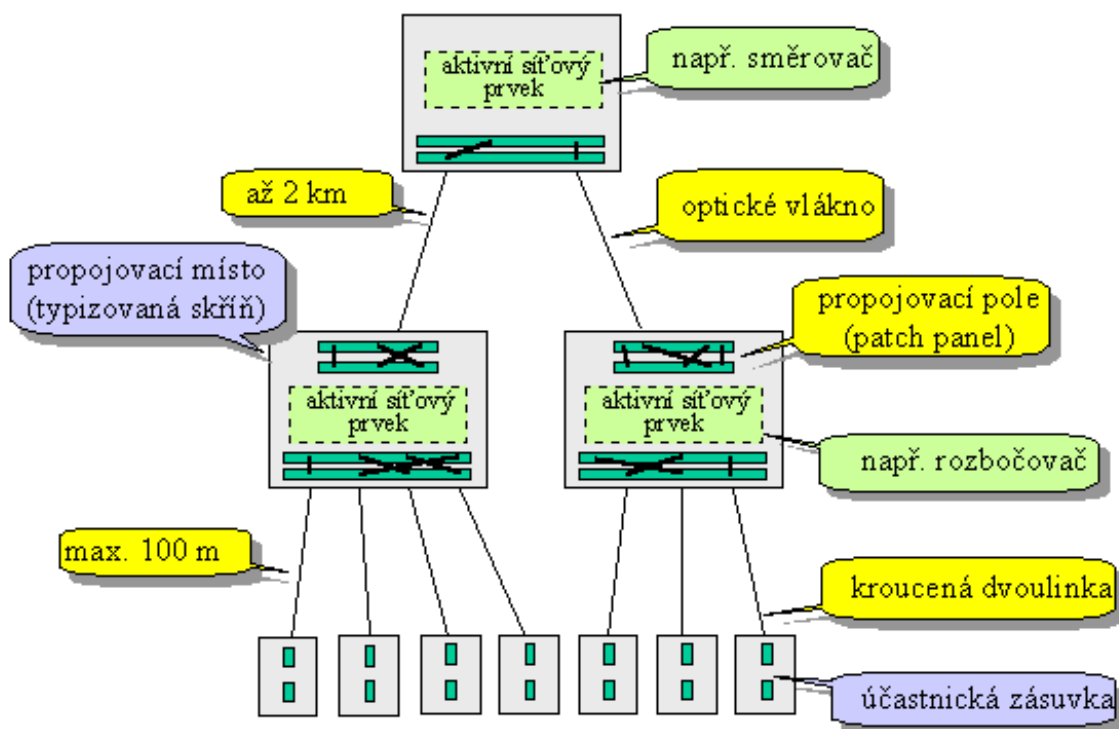 aktivní síťový
prvek
např. směrovač
až 2 km
optické vlákno
propojovací místo
(typizovaná skříň)
propojovací pole
(patch panel)
aktivní síťový
prvek
aktivní síťový
prvek
např. rozbočovač
max. 100 m
kroucená dvoulinka
účastnická zásuvka